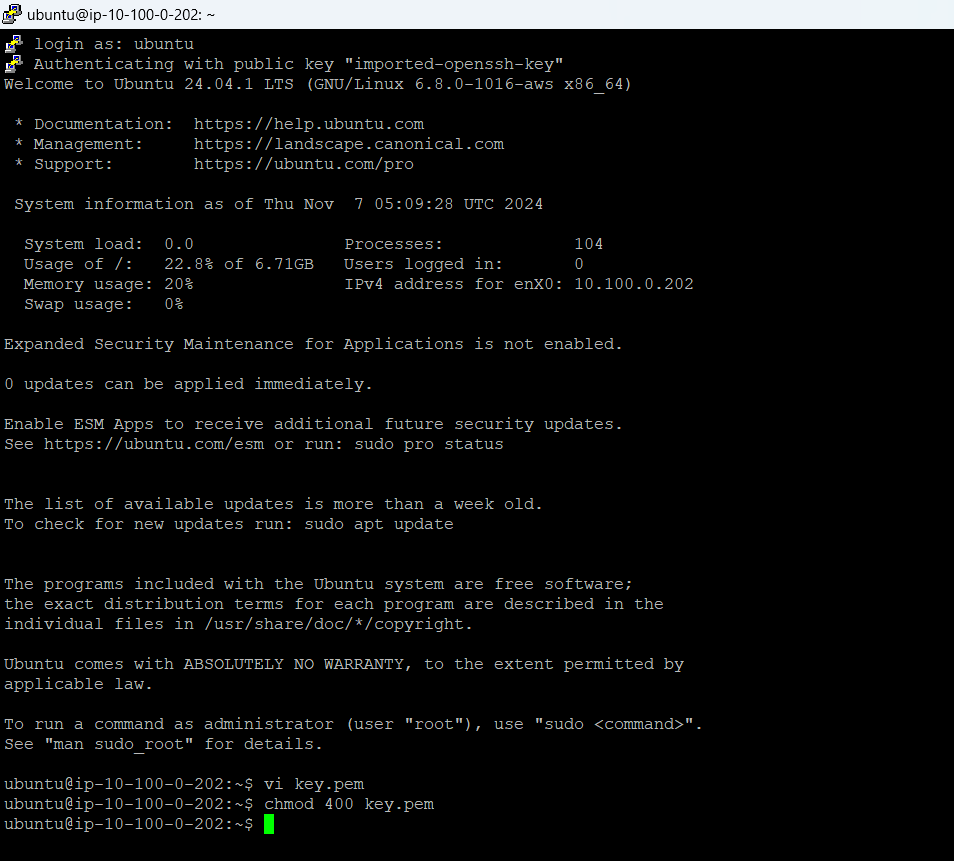 ubuntu@ip-10-100-0-202: ~
login as: ubuntu
Authenticating with public key "imported-openssh-key"
Welcome to Ubuntu 24.04.1 LTS (GNU/Linux 6.8.0-1016-aws x86_64)
 * Documentation:  https://help.ubuntu.com
 * Management:     https://landscape.canonical.com
 * Support:        https://ubuntu.com/pro
 System information as of Thu Nov  7 05:09:28 UTC 2024
  System load:  0.0               Processes:             104
  Usage of /:   22.8% of 6.71GB   Users logged in:       0
  Memory usage: 20%               IPv4 address for enX0: 10.100.0.202
  Swap usage:   0%
Expanded Security Maintenance for Applications is not enabled.
0 updates can be applied immediately.
Enable ESM Apps to receive additional future security updates.
See https://ubuntu.com/esm or run: sudo pro status
The list of available updates is more than a week old.
To check for new updates run: sudo apt update
The programs included with the Ubuntu system are free software;
the exact distribution terms for each program are described in the
individual files in /usr/share/doc/*/copyright.
Ubuntu comes with ABSOLUTELY NO WARRANTY, to the extent permitted by
applicable law.
To run a command as administrator (user "root"), use "sudo <command>".
See "man sudo_root" for details.
ubuntu@ip-10-100-0-202:~$ vi key.pem
ubuntu@ip-10-100-0-202:~$ chmod 400 key.pem
ubuntu@ip-10-100-0-202:~$